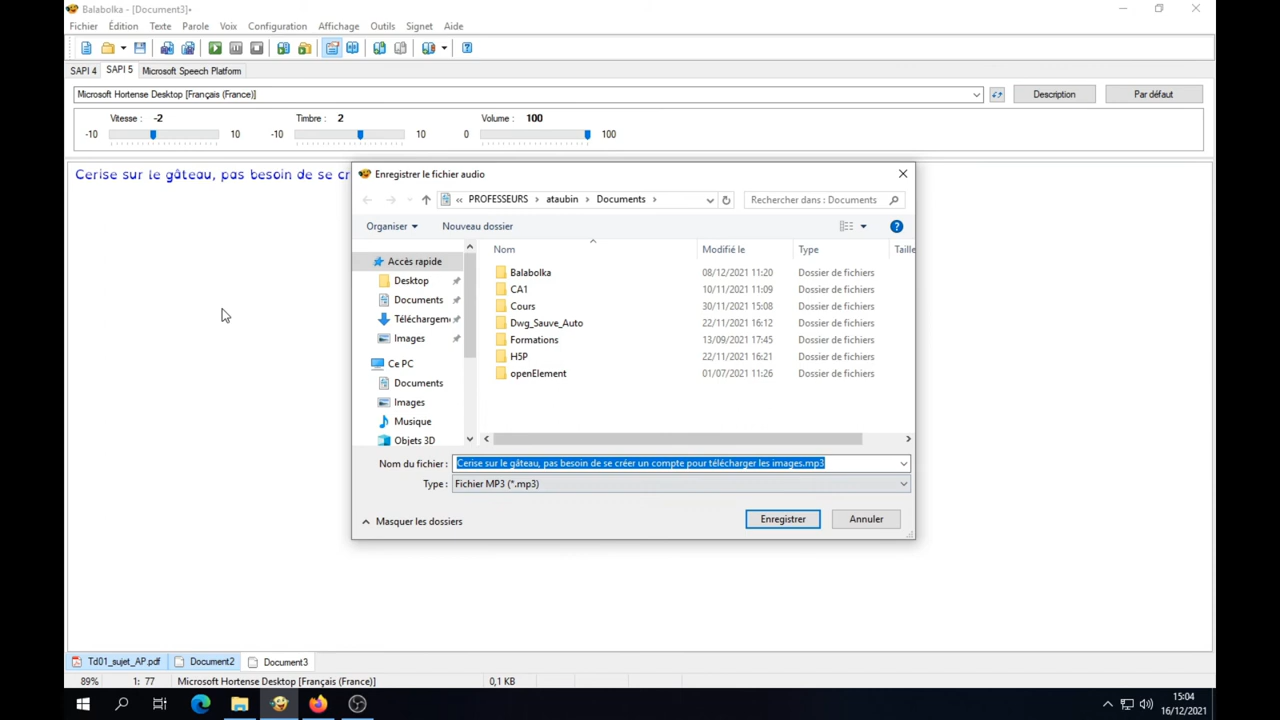 Balabolka - [Document3]*
Fichier Édition Texte Parole Voix Configuration Affichage Outils Signet Aide
SAPI 4 SAPI 5 Microsoft Speech Platform
Microsoft Hortense Desktop [Français (France)] Description Par défaut
Vitesse : -2 Timbre : 2 Volume : 100
-10 10 -10 10 0 100
Cerise sur le gâteau, pas besoin de se cr
Enregistrer le fichier audio
« PROFESSEURS › ataubin › Documents › Rechercher dans : Documents
Organiser Nouveau dossier
Nom Modifié le Type Taille
Accès rapide
Desktop
Documents
Téléchargem
Images
Ce PC
Documents
Images
Musique
Objets 3D
Balabolka 08/12/2021 11:20 Dossier de fichiers
CA1 10/11/2021 11:09 Dossier de fichiers
Cours 30/11/2021 15:08 Dossier de fichiers
Dwg_Sauve_Auto 22/11/2021 16:12 Dossier de fichiers
Formations 13/09/2021 17:45 Dossier de fichiers
H5P 22/11/2021 16:21 Dossier de fichiers
openElement 01/07/2021 11:26 Dossier de fichiers
Nom du fichier : Cerise sur le gâteau, pas besoin de se créer un compte pour télécharger les images.mp3
Type : Fichier MP3 (*.mp3)
Masquer les dossiers Enregistrer Annuler
Td01_sujet_AP.pdf Document2 Document3
89% 1: 77 Microsoft Hortense Desktop [Français (France)] 0,1 KB
15:04
16/12/2021